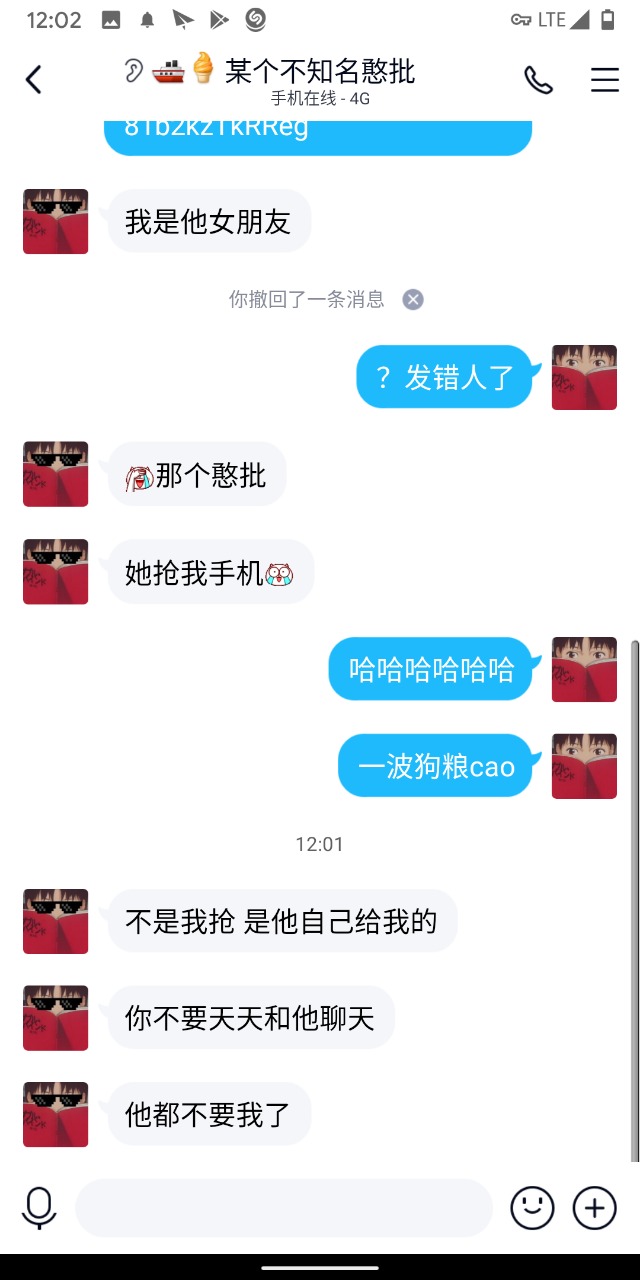 12:02
LTE
某个不知名憨批
手机在线 - 4G
我是他女朋友
你撤回了一条消息
？发错人了
那个憨批
她抢我手机
哈哈哈哈哈哈
一波狗粮cao
12:01
不是我抢 是他自己给我的
你不要天天和他聊天
他都不要我了